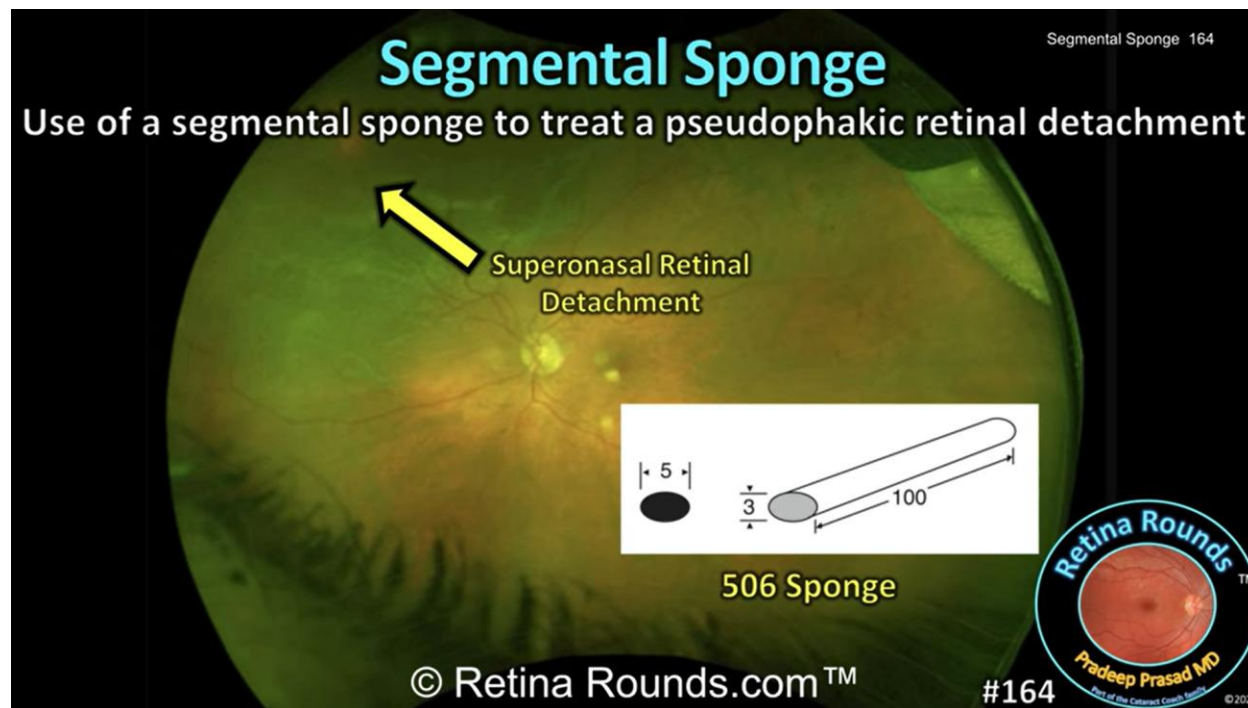 Segmental Sponge 164
Segmental Sponge
Use of a segmental sponge to treat a pseudophakic retinal detachment
Superonasal Retinal
Detachment
5
3
100
506 Sponge
Retina Rounds
TM
Pradeep Prasad MD
Part of the Cataract Coach family
© Retina Rounds.com™
#164